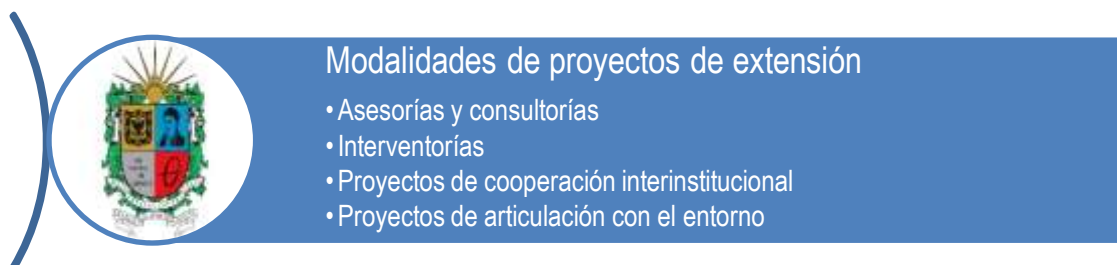 Modalidades de proyectos de extensión
• Asesorías y consultorías
• Interventorías
• Proyectos de cooperación interinstitucional
• Proyectos de articulación con el entorno